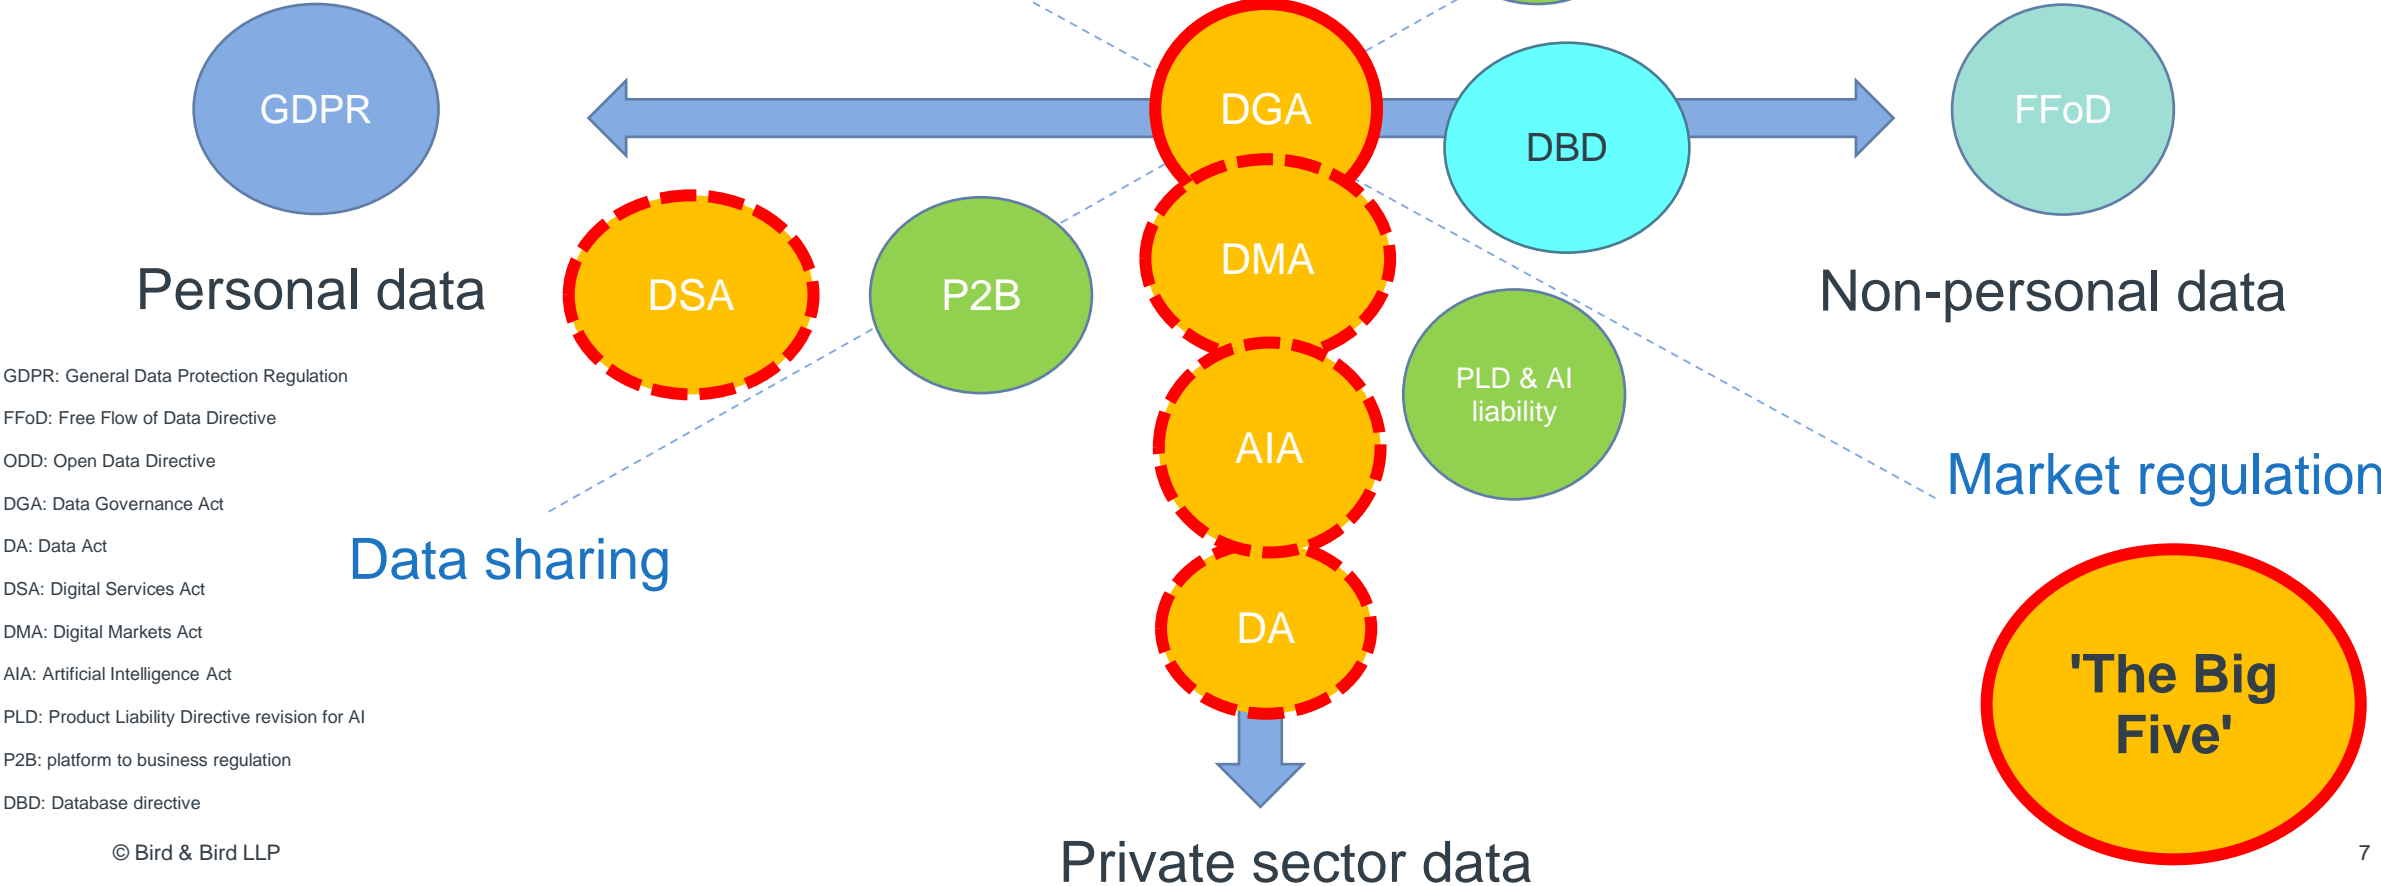 GDPR
DGA
DBD
FFoD
DMA
Personal data
DSA
P2B
Non-personal data
PLD & AI
liability
AIA
GDPR: General Data Protection Regulation
FFoD: Free Flow of Data Directive
ODD: Open Data Directive
DGA: Data Governance Act
DA: Data Act
DSA: Digital Services Act
DMA: Digital Markets Act
AIA: Artificial Intelligence Act
PLD: Product Liability Directive revision for AI
P2B: platform to business regulation
DBD: Database directive
Market regulation
Data sharing
DA
'The Big
Five'
© Bird & Bird LLP
Private sector data
7